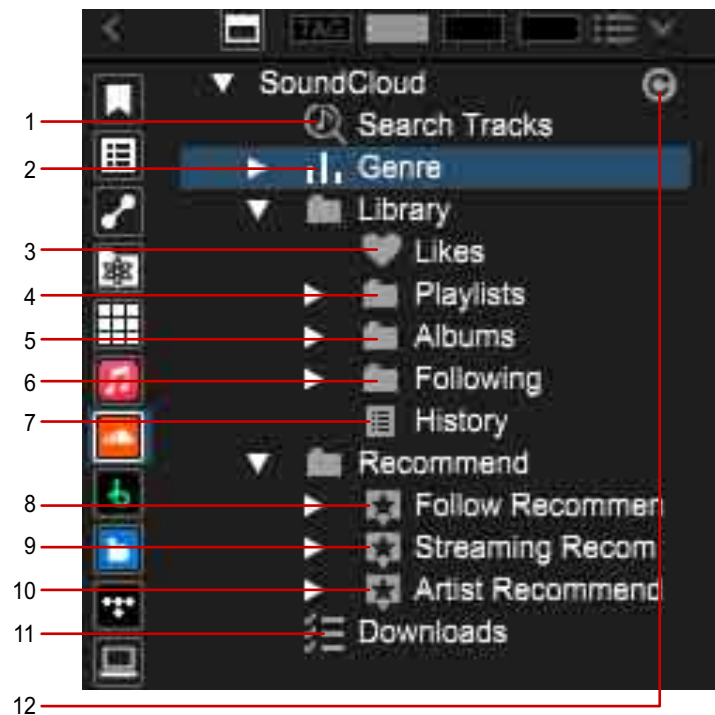 TAG
SoundCloud
1 Search Tracks
2 Genre
Library
3 Likes
4 Playlists
5 Albums
6 Following
7 History
Recommend
8 Follow Recommen
9 Streaming Recom
10 Artist Recommend
11 Downloads
12